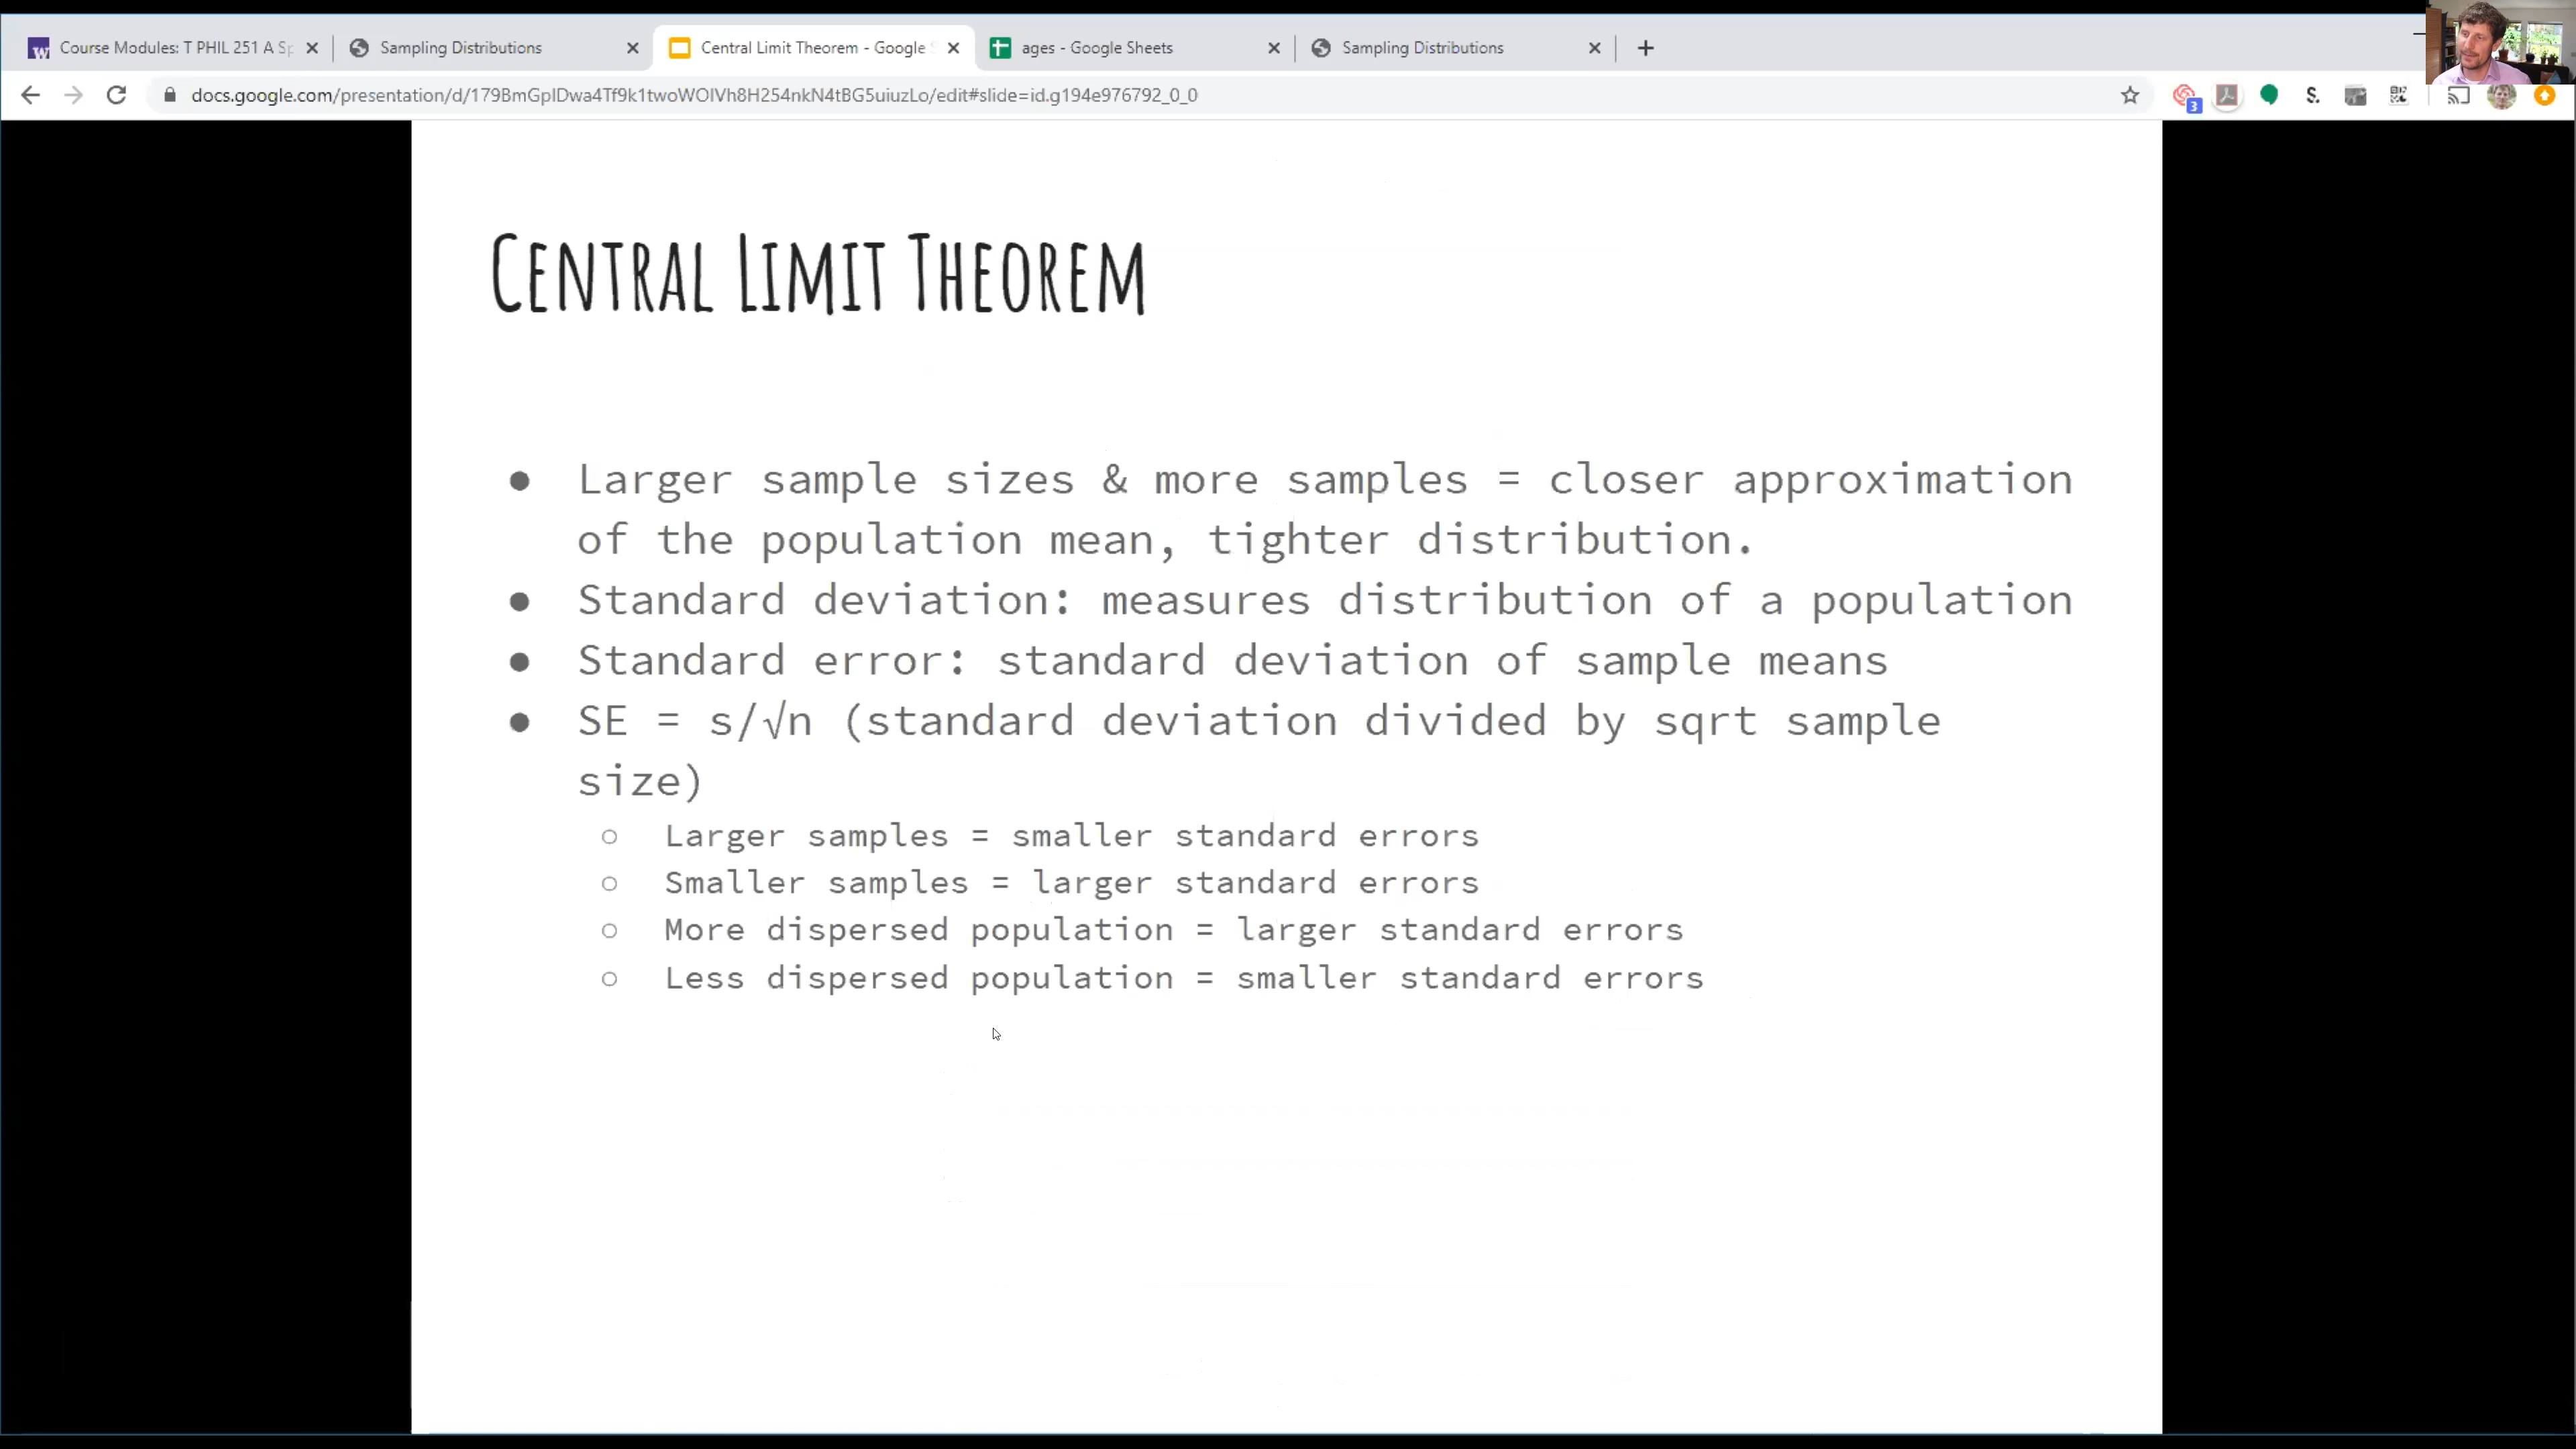 Course Modules: T PHIL 251 A Sp
Sampling Distributions
Central Limit Theorem - Google S
ages - Google Sheets
Sampling Distributions
docs.google.com/presentation/d/179BmGpIDwa4Tf9k1twoWOIVh8H254nkN4tBG5uiuzLo/edit#slide=id.g194e976792_0_0
3
S.
CENTRAL LIMIT THEOREM
● Larger sample sizes & more samples = closer approximation
of the population mean, tighter distribution.
● Standard deviation: measures distribution of a population
● Standard error: standard deviation of sample means
● SE = s/√n (standard deviation divided by sqrt sample
size)
○ Larger samples = smaller standard errors
○ Smaller samples = larger standard errors
○ More dispersed population = larger standard errors
○ Less dispersed population = smaller standard errors